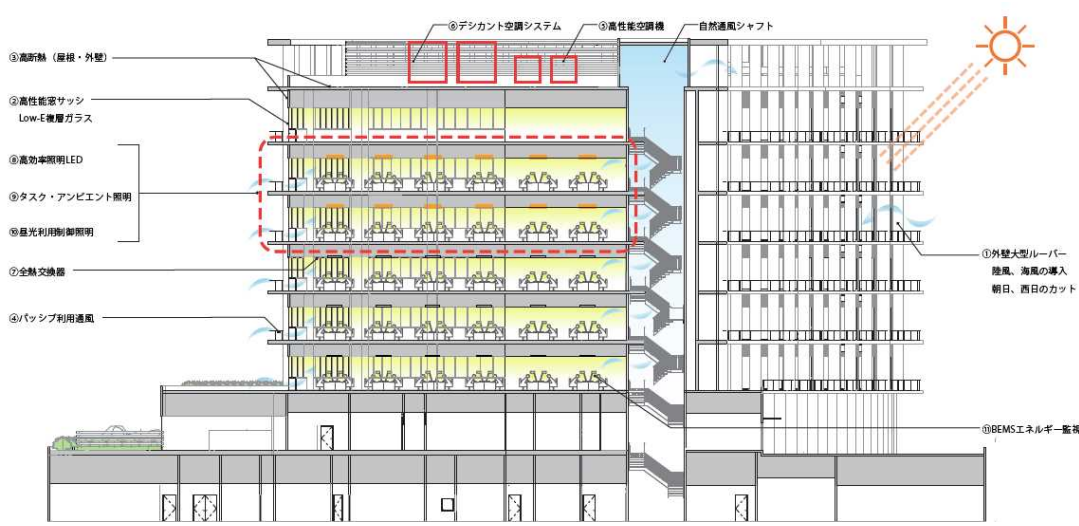 ⑥デシカント空調システム
⑤高性能空調機
自然通風シャフト
③高断熱（屋根・外壁）
②高性能窓サッシ
Low-E複層ガラス
⑧高効率照明LED
⑨タスク・アンビエント照明
⑩昼光利用制御照明
⑦全熱交換器
④パッシブ利用通風
①外壁大型ルーバー
陸風、海風の導入
朝日、西日のカット
⑪BEMSエネルギー監視